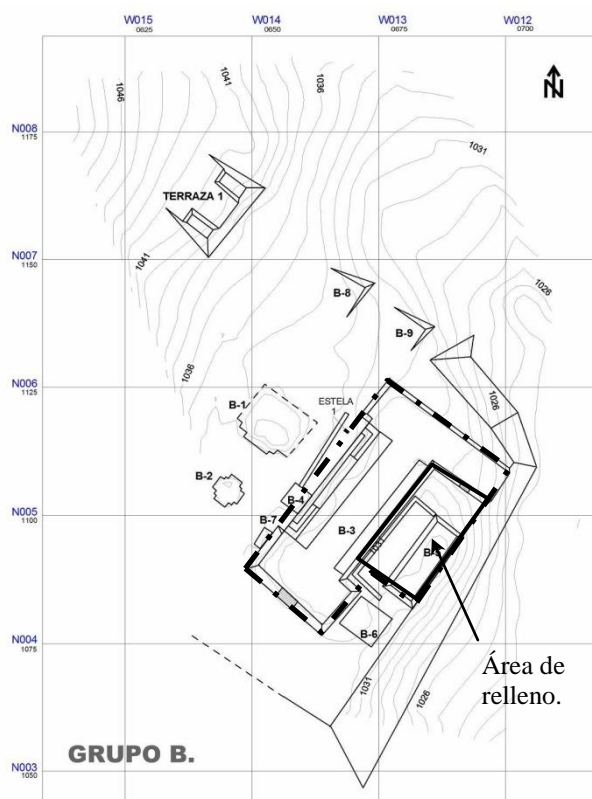 W015 W014 W013 W012
0625 0650 0675 0700
1046
1041
1036
N
N008
1175
1031
TERRAZA 1
N007
1150
1041
B-8
1026
B-9
1036
N006
1125
1026
B-1
ESTELA
1
B-2
B-4
N005
1100
B-7
B-3
1031
B-6
N004
1075
1031
1026
Área de
relleno.
GRUPO B.
N003
1050